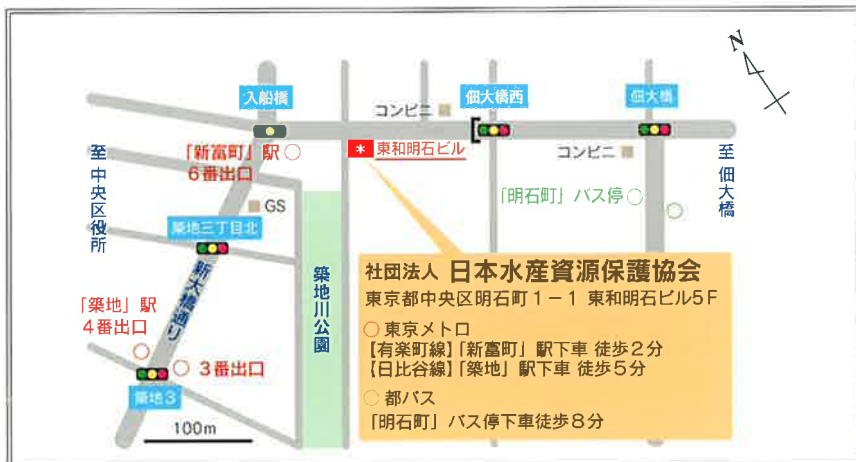 N
入船橋
コンビニ
佃大橋西
佃大橋
至 中央区役所
「新富町」駅
6番出口
* 東和明石ビル
コンビニ
至 佃大橋
GS
「明石町」バス停
築地三丁目北
新大橋通り
築地川公園
社団法人 日本水産資源保護協会
東京都中央区明石町1－1 東和明石ビル5F
東京メトロ
【有楽町線】「新富町」駅下車 徒歩2分
【日比谷線】「築地」駅下車 徒歩5分
都バス
「明石町」バス停下車徒歩8分
「築地」駅
4番出口
3番出口
築地3
100m